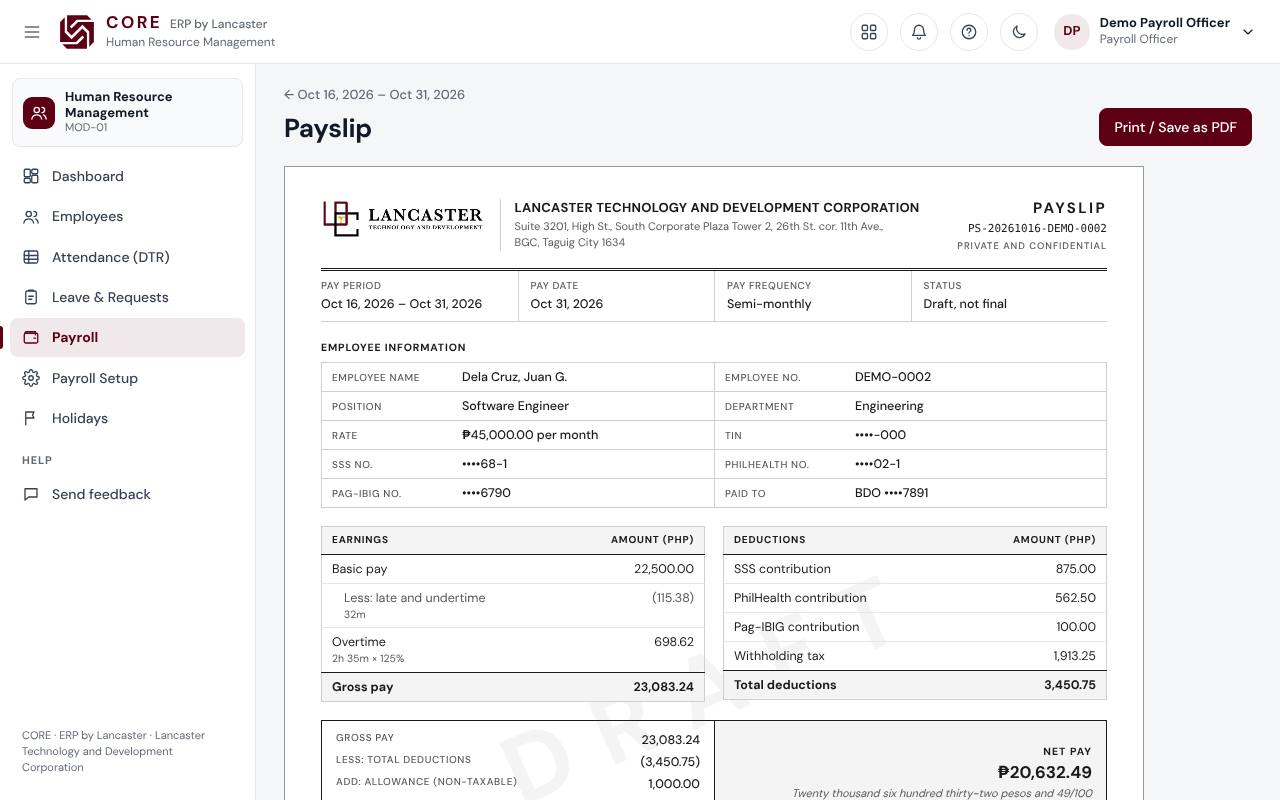 CORE ERP by Lancaster
Human Resource Management
DP
Demo Payroll Officer
Payroll Officer
Human Resource
Management
MOD-01
Dashboard
Employees
Attendance (DTR)
Leave & Requests
Payroll
Payroll Setup
Holidays
HELP
Send feedback
CORE · ERP by Lancaster · Lancaster
Technology and Development
Corporation
← Oct 16, 2026 – Oct 31, 2026
Payslip
Print / Save as PDF
LANCASTER
TECHNOLOGY AND DEVELOPMENT
LANCASTER TECHNOLOGY AND DEVELOPMENT CORPORATION
Suite 3201, High St., South Corporate Plaza Tower 2, 26th St. cor. 11th Ave.,
BGC, Taguig City 1634
PAYSLIP
PS-20261016-DEMO-0002
PRIVATE AND CONFIDENTIAL
PAY PERIOD
Oct 16, 2026 – Oct 31, 2026
PAY DATE
Oct 31, 2026
PAY FREQUENCY
Semi-monthly
STATUS
Draft, not final
EMPLOYEE INFORMATION
EMPLOYEE NAME Dela Cruz, Juan G. EMPLOYEE NO. DEMO-0002
POSITION Software Engineer DEPARTMENT Engineering
RATE ₱45,000.00 per month TIN ••••-000
SSS NO. ••••68-1 PHILHEALTH NO. ••••02-1
PAG-IBIG NO. ••••6790 PAID TO BDO ••••7891
EARNINGS AMOUNT (PHP)
Basic pay 22,500.00
Less: late and undertime (115.38)
32m
Overtime 698.62
2h 35m × 125%
Gross pay 23,083.24
DEDUCTIONS AMOUNT (PHP)
SSS contribution 875.00
PhilHealth contribution 562.50
Pag-IBIG contribution 100.00
Withholding tax 1,913.25
Total deductions 3,450.75
DRAFT
GROSS PAY 23,083.24
LESS: TOTAL DEDUCTIONS (3,450.75)
ADD: ALLOWANCE (NON-TAXABLE) 1,000.00
NET PAY
₱20,632.49
Twenty thousand six hundred thirty-two pesos and 49/100